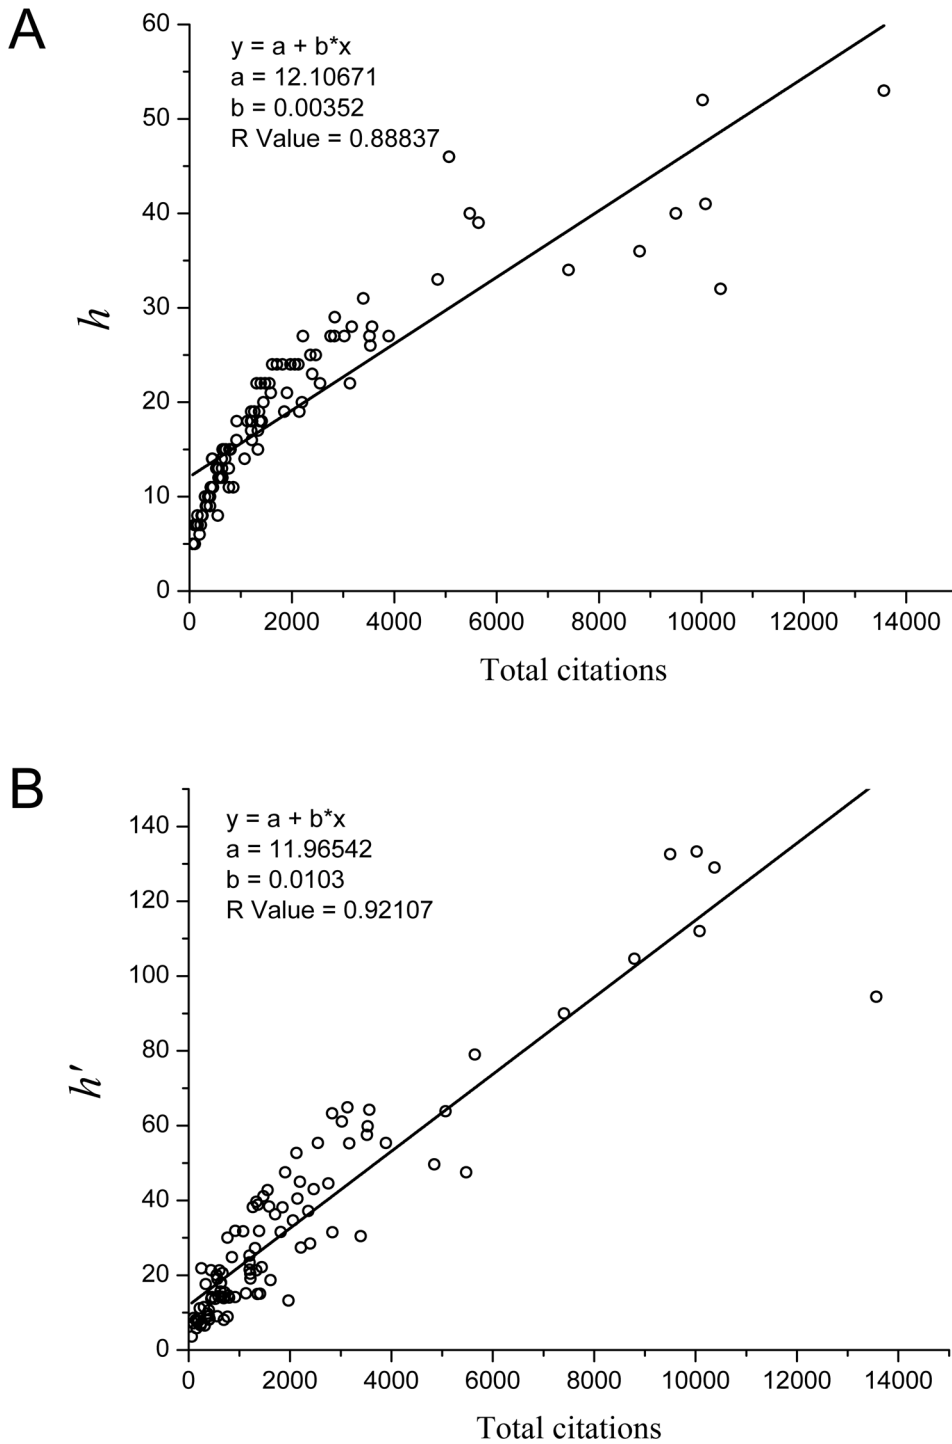 A
y = a + b*x
a = 12.10671
b = 0.00352
R Value = 0.88837
60
50
40
30
20
10
0
h
0 2000 4000 6000 8000 10000 12000 14000
Total citations
B
y = a + b*x
a = 11.96542
b = 0.0103
R Value = 0.92107
140
120
100
80
60
40
20
0
h'
0 2000 4000 6000 8000 10000 12000 14000
Total citations